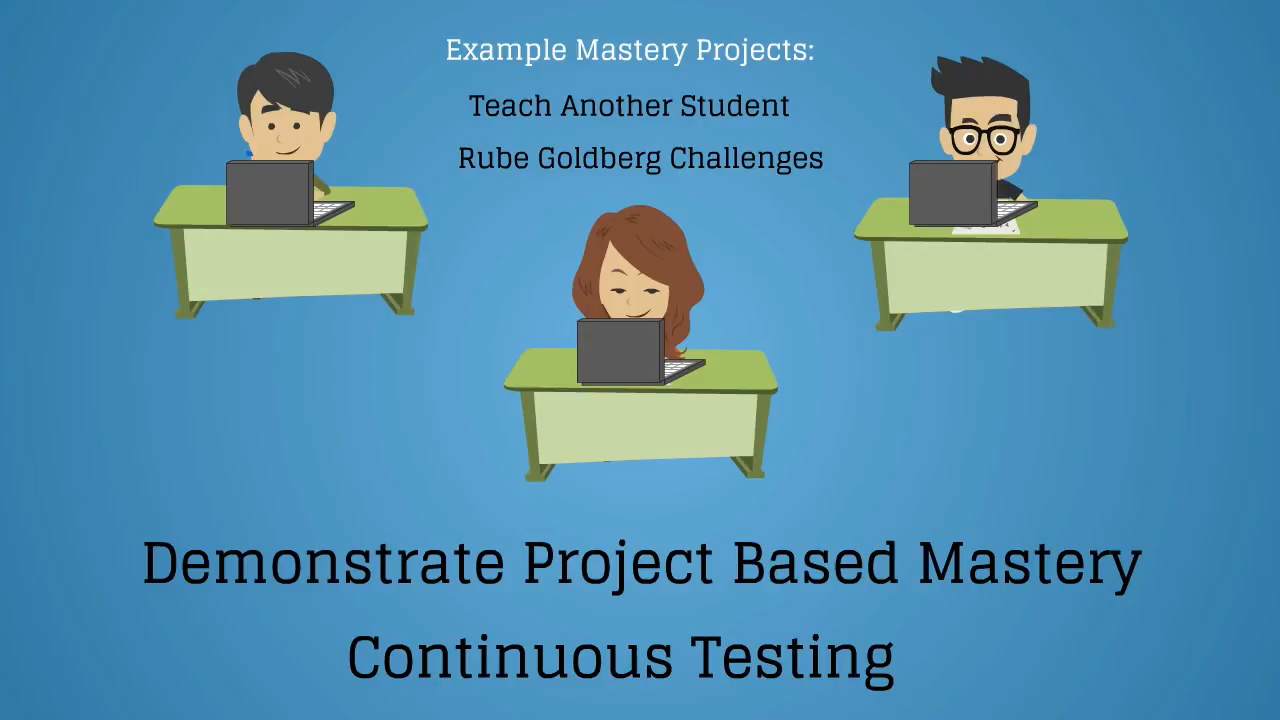 Example Mastery Projects:
Teach Another Student
Rube Goldberg Challenges
Demonstrate Project Based Mastery
Continuous Testing